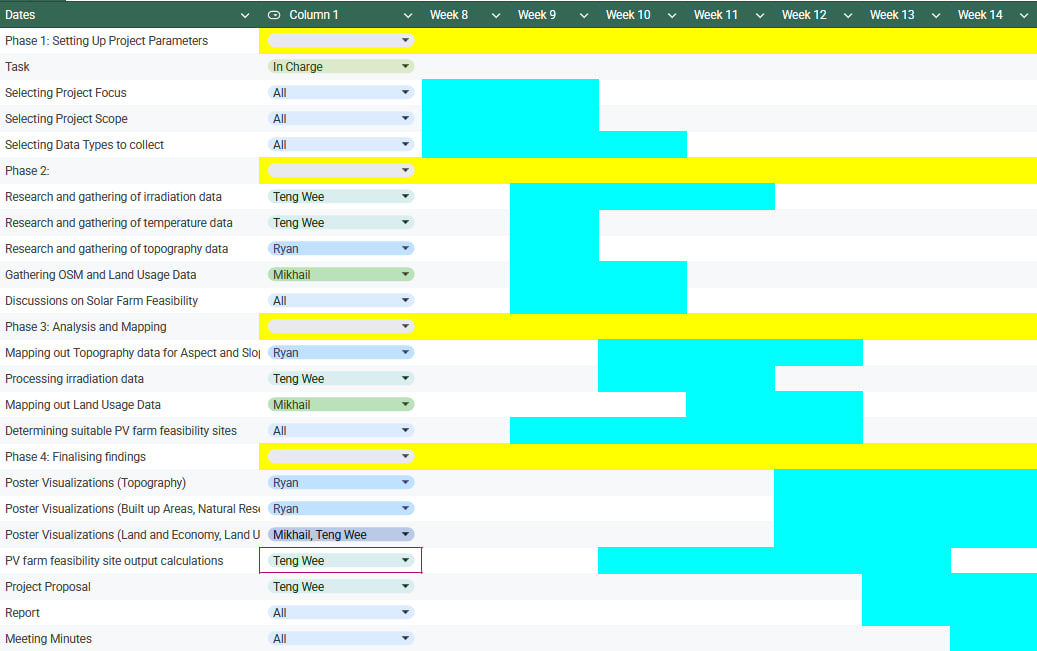 Dates Column 1 Week 8 Week 9 Week 10 Week 11 Week 12 Week 13 Week 14
Phase 1: Setting Up Project Parameters
Task In Charge
Selecting Project Focus All
Selecting Project Scope All
Selecting Data Types to collect All
Phase 2:
Research and gathering of irradiation data Teng Wee
Research and gathering of temperature data Teng Wee
Research and gathering of topography data Ryan
Gathering OSM and Land Usage Data Mikhail
Discussions on Solar Farm Feasibility All
Phase 3: Analysis and Mapping
Mapping out Topography data for Aspect and Slop Ryan
Processing irradiation data Teng Wee
Mapping out Land Usage Data Mikhail
Determining suitable PV farm feasibility sites All
Phase 4: Finalising findings
Poster Visualizations (Topography) Ryan
Poster Visualizations (Built up Areas, Natural Rese Ryan
Poster Visualizations (Land and Economy, Land U Mikhail, Teng Wee
PV farm feasibility site output calculations Teng Wee
Project Proposal Teng Wee
Report All
Meeting Minutes All